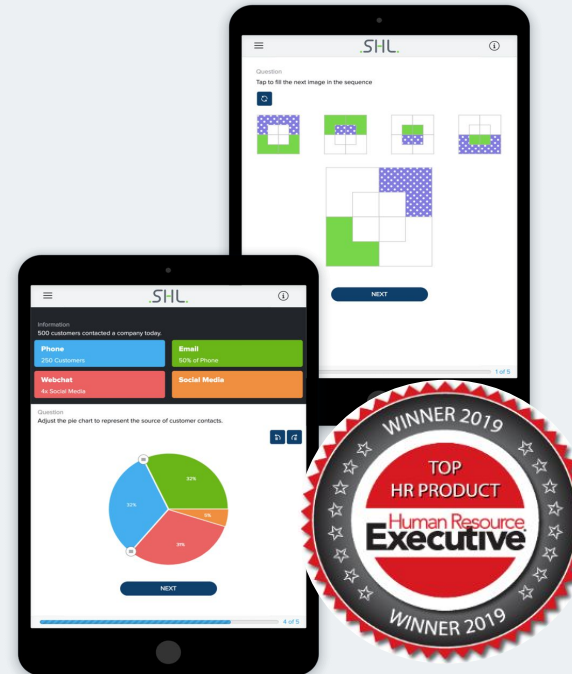 .SHL.
Question
Tap to fill the next image in the sequence
NEXT
1 of 5
.SHL.
Information
500 customers contacted a company today.
Phone
250 Customers
Email
50% of Phone
Webchat
4x Social Media
Social Media
Question
Adjust the pie chart to represent the source of customer contacts.
32%
32%
5%
31%
NEXT
4 of 5
WINNER 2019
TOP
HR PRODUCT
Human Resource
Executive
WINNER 2019